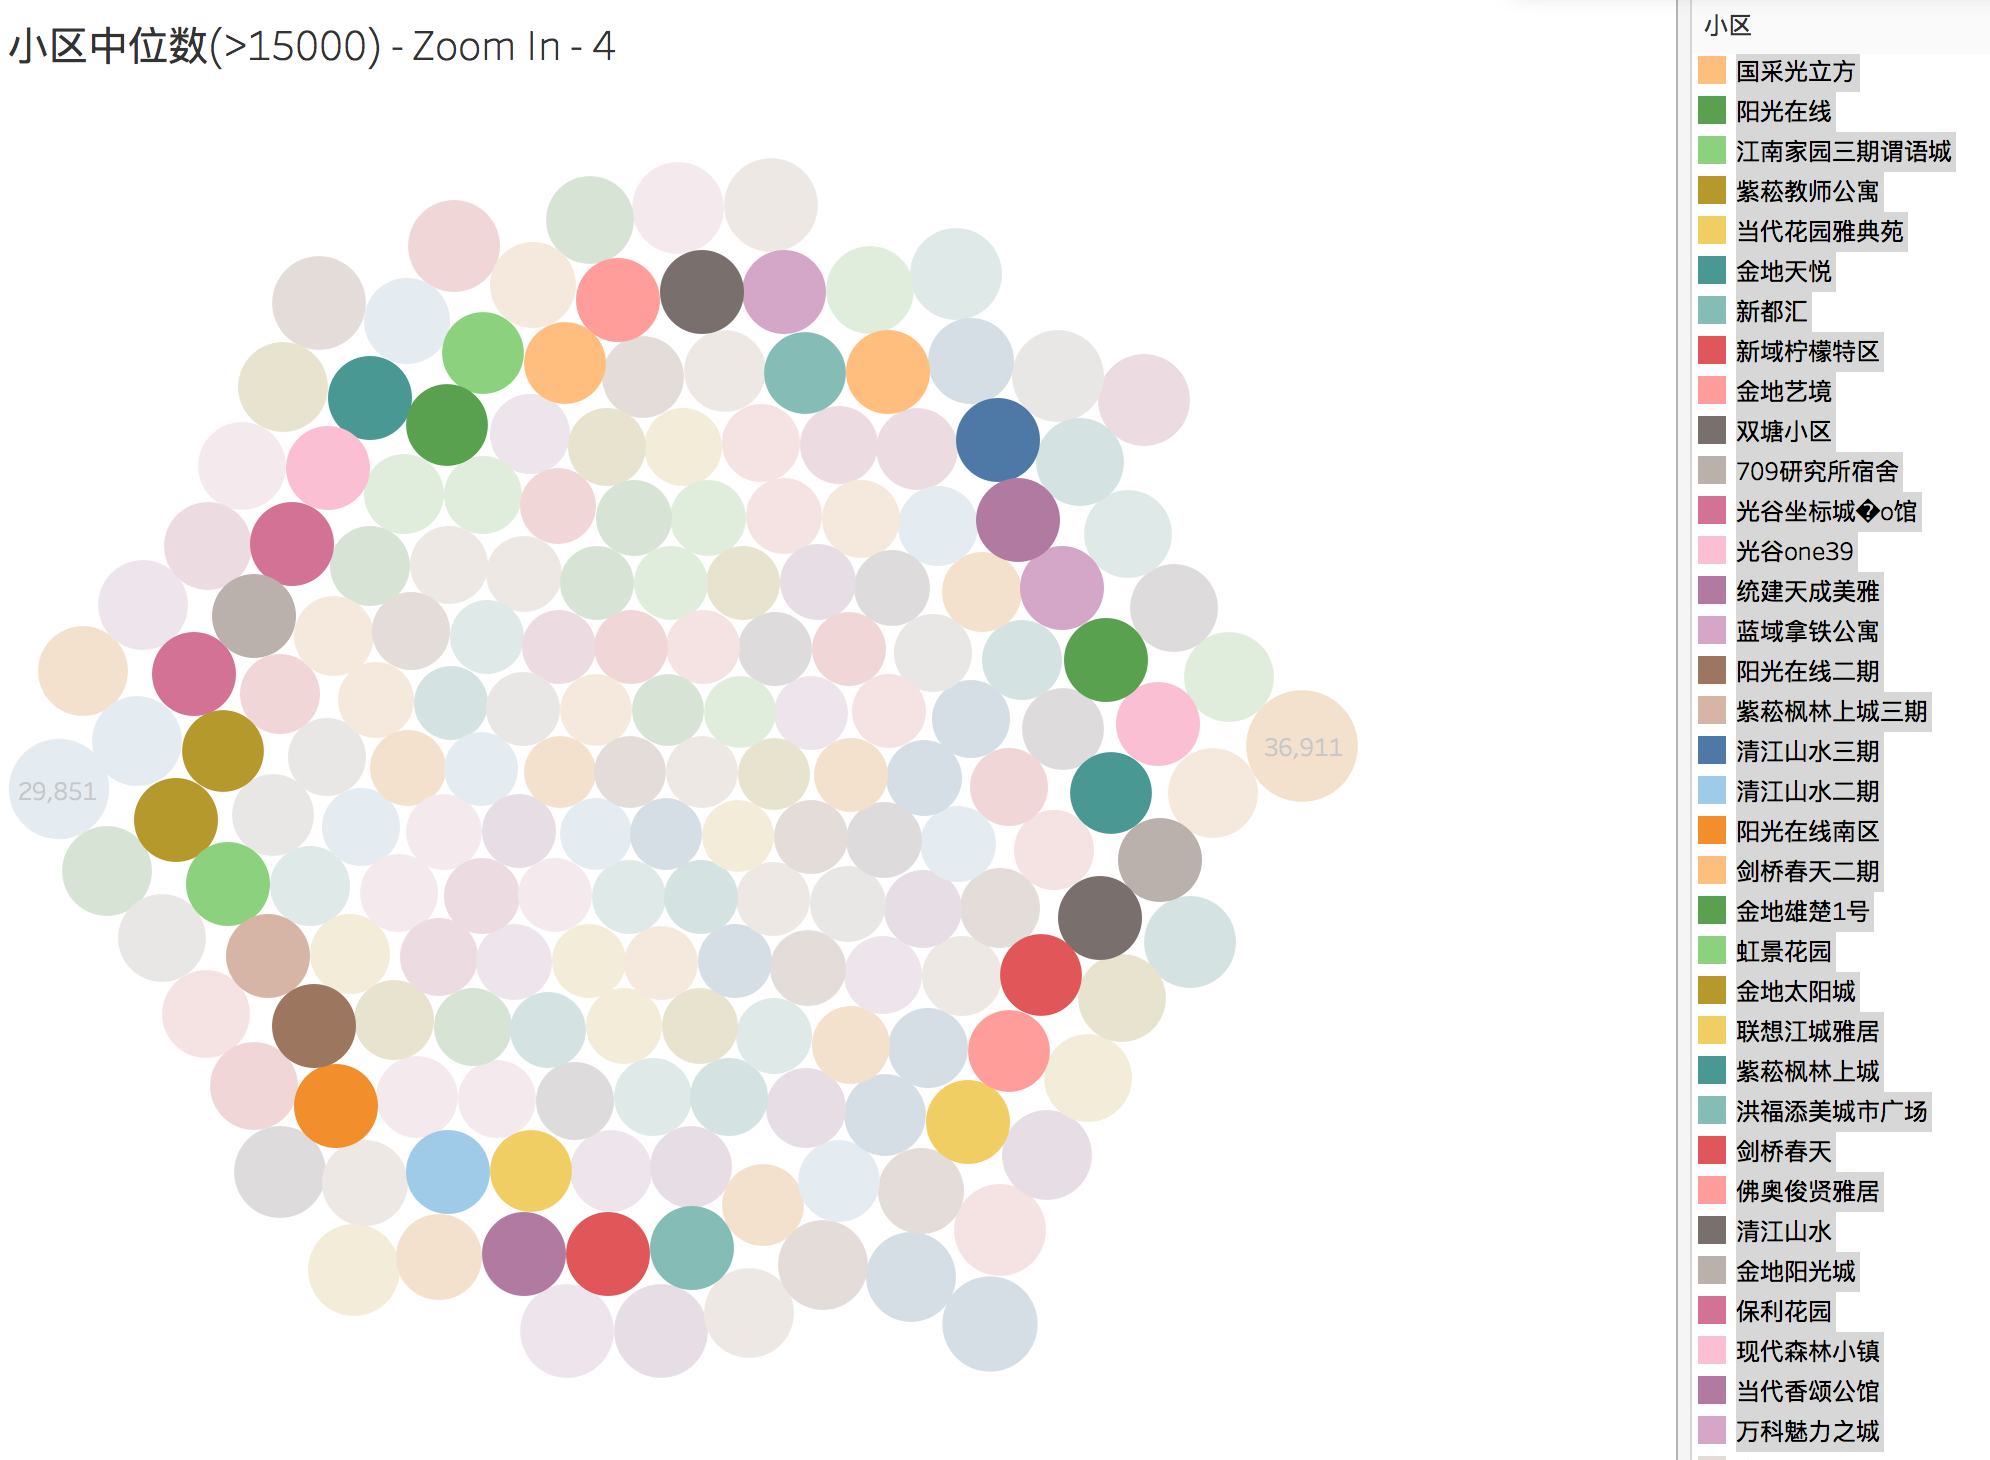 小区中位数(>15000) - Zoom In - 4
36,911
29,851
小区
国采光立方
阳光在线
江南家园三期谓语城
紫菘教师公寓
当代花园雅典苑
金地天悦
新都汇
新域柠檬特区
金地艺境
双塘小区
709研究所宿舍
光谷坐标城�o馆
光谷one39
统建天成美雅
蓝域拿铁公寓
阳光在线二期
紫菘枫林上城三期
清江山水三期
清江山水二期
阳光在线南区
剑桥春天二期
金地雄楚1号
虹景花园
金地太阳城
联想江城雅居
紫菘枫林上城
洪福添美城市广场
剑桥春天
佛奥俊贤雅居
清江山水
金地阳光城
保利花园
现代森林小镇
当代香颂公馆
万科魅力之城